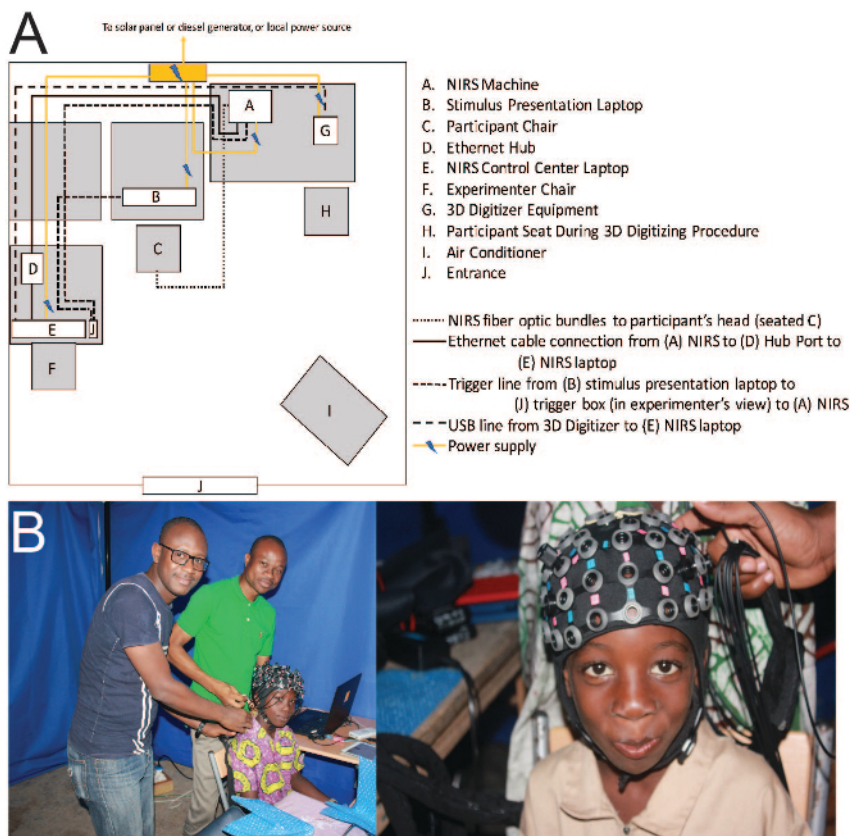 A
To solar panel or diesel generator, or local power source
A
G
B
H
C
D
E
J
F
I
J
A. NIRS Machine
B. Stimulus Presentation Laptop
C. Participant Chair
D. Ethernet Hub
E. NIRS Control Center Laptop
F. Experimenter Chair
G. 3D Digitizer Equipment
H. Participant Seat During 3D Digitizing Procedure
I. Air Conditioner
J. Entrance
NIRS fiber optic bundles to participant's head (seated C)
Ethernet cable connection from (A) NIRS to (D) Hub Port to
(E) NIRS laptop
Trigger line from (B) stimulus presentation laptop to
(J) trigger box (in experimenter's view) to (A) NIRS
USB line from 3D Digitizer to (E) NIRS laptop
Power supply
B